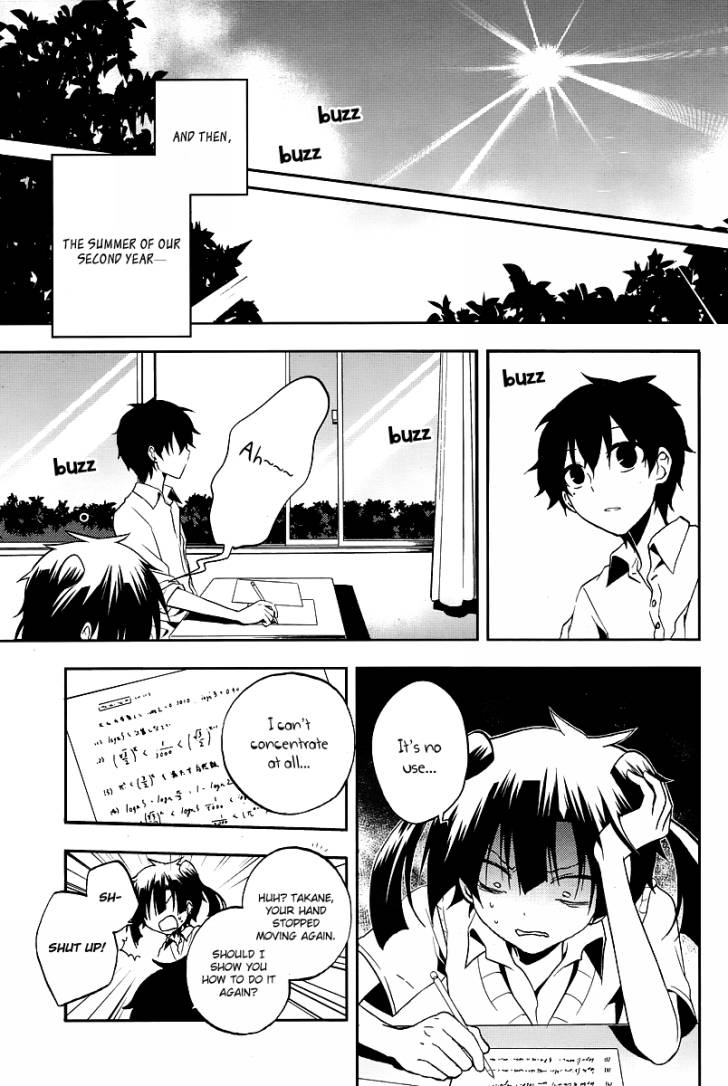 AND THEN,
THE SUMMER OF OUR
SECOND YEAR—
buzz
buzz
buzz
buzz
buzz
Ah~~~
It's no
use...
I can't
concentrate
at all...
HUH? TAKANE,
YOUR HAND
STOPPED
MOVING AGAIN.
SHOULD I
SHOW YOU
HOW TO DO IT
AGAIN?
SH-
SHUT UP!